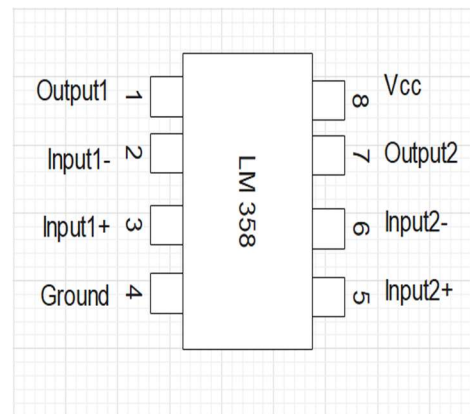 Output1 1
Input1- 2
Input1+ 3
Ground 4
LM 358
8 Vcc
7 Output2
6 Input2-
5 Input2+